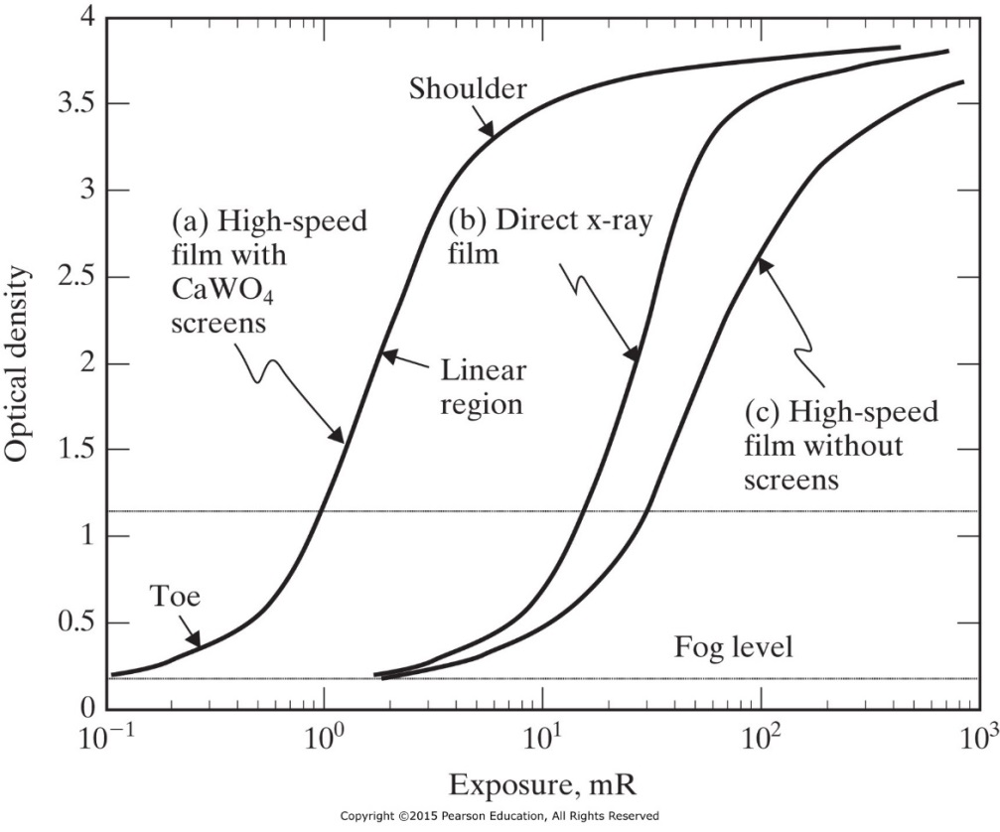 4
3.5
3
2.5
2
1.5
1
0.5
0
Optical density
Shoulder
(a) High-speed
film with
CaWO₄
screens
(b) Direct x-ray
film
Linear
region
(c) High-speed
film without
screens
Toe
Fog level
10⁻¹ 10⁰ 10¹ 10² 10³
Exposure, mR
Copyright ©2015 Pearson Education, All Rights Reserved